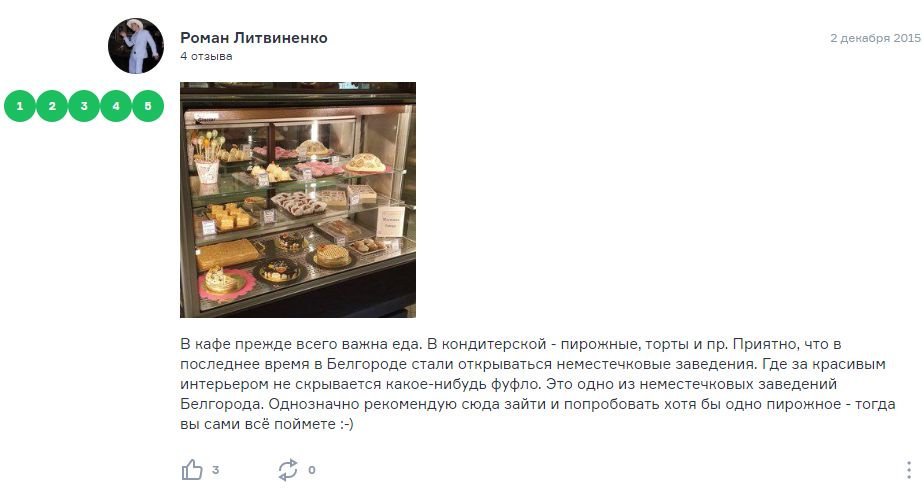 Роман Литвиненко
2 декабря 2015
4 отзыва
1 2 3 4 5
В кафе прежде всего важна еда. В кондитерской - пирожные, торты и пр. Приятно, что в
последнее время в Белгороде стали открываться неместечковые заведения. Где за красивым
интерьером не скрывается какое-нибудь фуфло. Это одно из неместечковых заведений
Белгорода. Однозначно рекомендую сюда зайти и попробовать хотя бы одно пирожное - тогда
вы сами всё поймете :-)
3
0